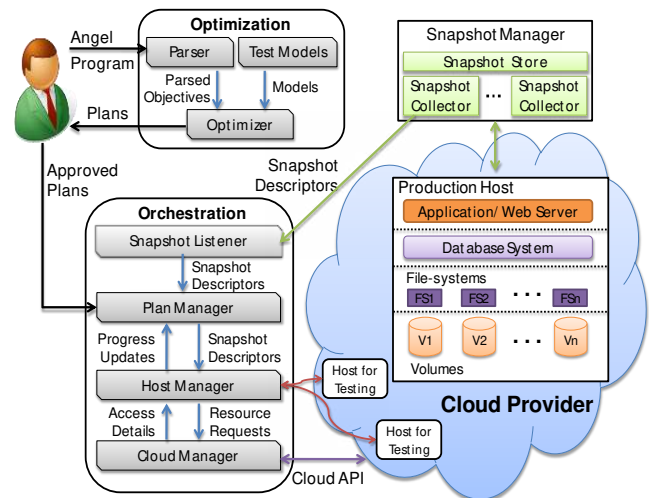 Optimization
Angel
Program
Parser
Test Models
Parsed
Objectives
Models
Plans
Optimizer
Snapshot Manager
Snapshot Store
Snapshot
Collector
...
Snapshot
Collector
Approved
Plans
Snapshot
Descriptors
Orchestration
Snapshot Listener
Snapshot
Descriptors
Plan Manager
Progress
Updates
Snapshot
Descriptors
Host Manager
Access
Details
Resource
Requests
Cloud Manager
Production Host
Application/ Web Server
Database System
File-systems
FS1
FS2
...
FSn
V1
V2
...
Vn
Volumes
Host for
Testing
Cloud Provider
Host for
Testing
Cloud API